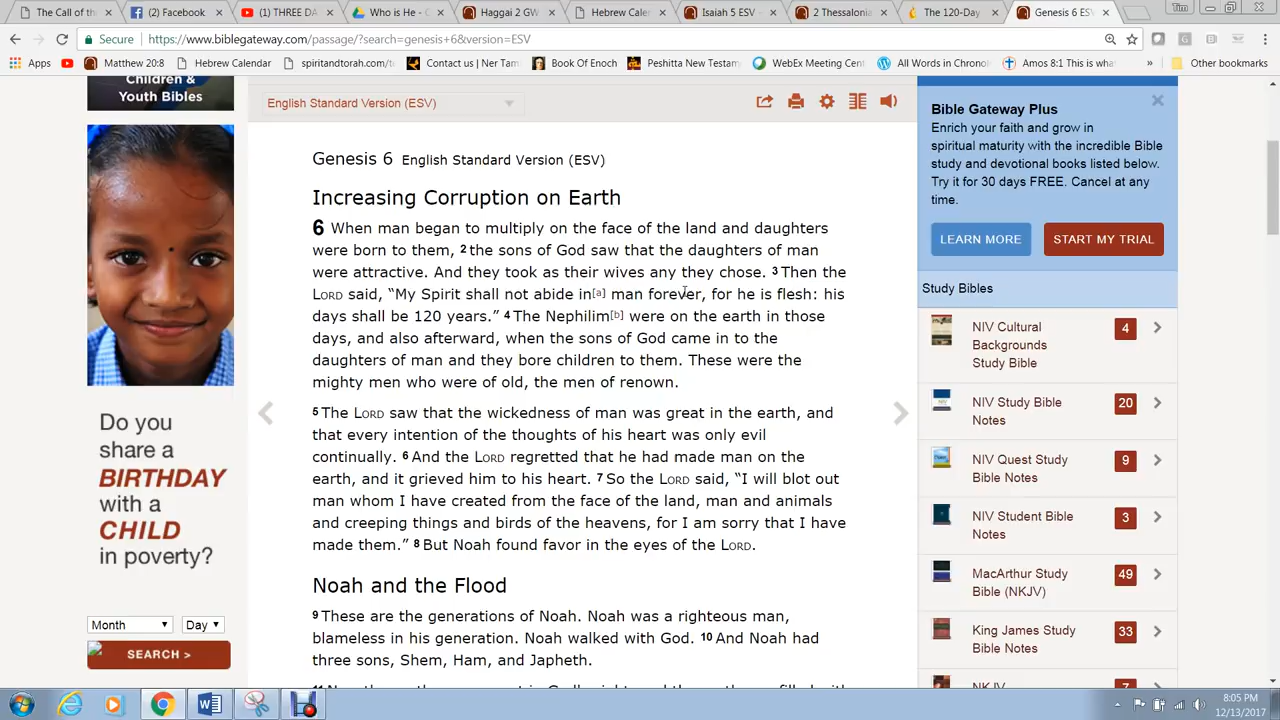 The Call of th
(2) Facebook
(1) THREE DA
Who is He - C
Haggai 2 GW
Hebrew Calen
Isaiah 5 ESV -
2 Thessalonia
The 120-Day
Genesis 6 ES
Tim
Secure
https://www.biblegateway.com/passage/?search=genesis+6&version=ESV
Apps
Matthew 20:8
Hebrew Calendar
spiritandtorah.com/te
Contact us | Ner Tam
Book Of Enoch
Peshitta New Testam
WebEx Meeting Cent
All Words in Chronol
Amos 8:1 This is what
»
Other bookmarks
Children &
Youth Bibles
Do you
share a
BIRTHDAY
with a
CHILD
in poverty?
Month
Day
SEARCH >
English Standard Version (ESV)
Genesis 6 English Standard Version (ESV)
Increasing Corruption on Earth
6 When man began to multiply on the face of the land and daughters
were born to them, 2 the sons of God saw that the daughters of man
were attractive. And they took as their wives any they chose. 3 Then the
LORD said, “My Spirit shall not abide in[a] man forever, for he is flesh: his
days shall be 120 years.” 4 The Nephilim[b] were on the earth in those
days, and also afterward, when the sons of God came in to the
daughters of man and they bore children to them. These were the
mighty men who were of old, the men of renown.
5 The LORD saw that the wickedness of man was great in the earth, and
that every intention of the thoughts of his heart was only evil
continually. 6 And the LORD regretted that he had made man on the
earth, and it grieved him to his heart. 7 So the LORD said, “I will blot out
man whom I have created from the face of the land, man and animals
and creeping things and birds of the heavens, for I am sorry that I have
made them.” 8 But Noah found favor in the eyes of the LORD.
Noah and the Flood
9 These are the generations of Noah. Noah was a righteous man,
blameless in his generation. Noah walked with God. 10 And Noah had
three sons, Shem, Ham, and Japheth.
Bible Gateway Plus
Enrich your faith and grow in
spiritual maturity with the incredible Bible
study and devotional books listed below.
Try it for 30 days FREE. Cancel at any
time.
LEARN MORE
START MY TRIAL
Study Bibles
NIV Cultural
Backgrounds
Study Bible
4
NIV Study Bible
Notes
20
NIV Quest Study
Bible Notes
9
NIV Student Bible
Notes
3
MacArthur Study
Bible (NKJV)
49
King James Study
Bible Notes
33
NKJV
7
8:05 PM
12/13/2017